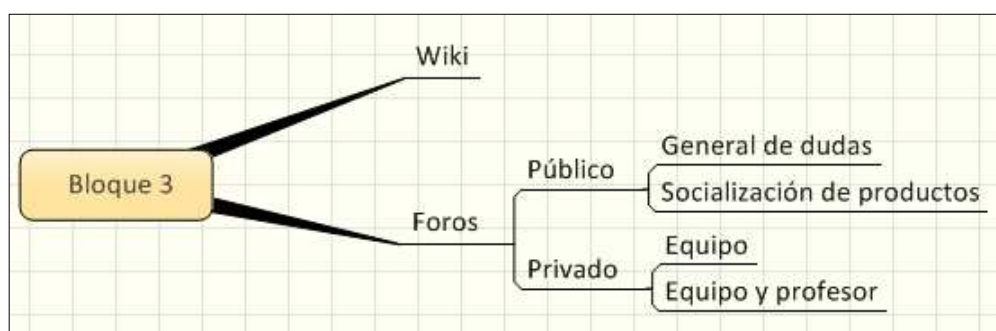 Bloque 3
Wiki
Foros
Público
General de dudas
Socialización de productos
Privado
Equipo
Equipo y profesor